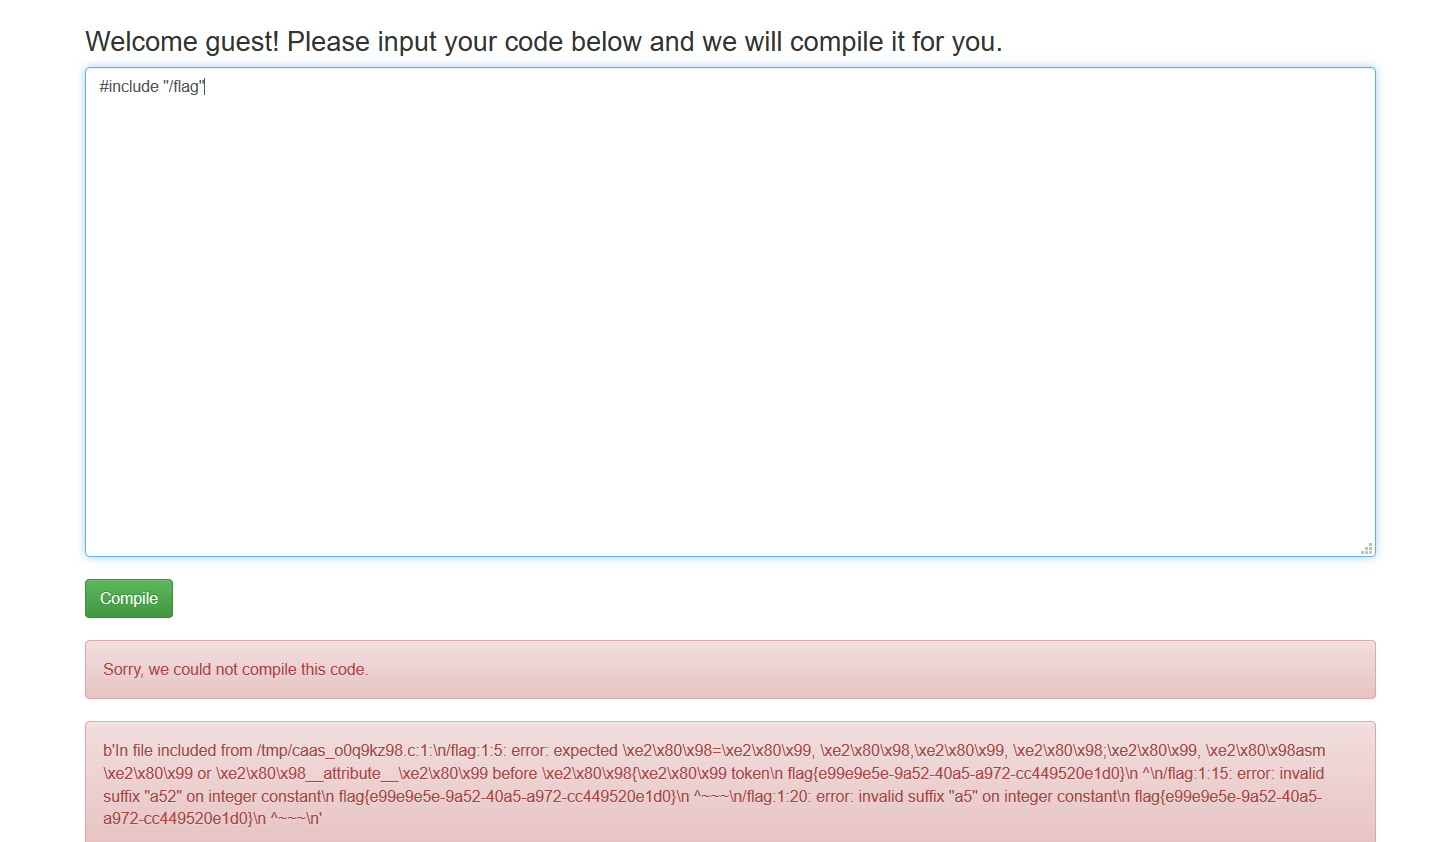 Welcome guest! Please input your code below and we will compile it for you.
#include "/flag"
Compile
Sorry, we could not compile this code.
b'In file included from /tmp/caas_o0q9kz98.c:1:\n/flag:1:5: error: expected \xe2\x80\x98=\xe2\x80\x99, \xe2\x80\x98,\xe2\x80\x99, \xe2\x80\x98;\xe2\x80\x99, \xe2\x80\x98asm
\xe2\x80\x99 or \xe2\x80\x98__attribute__\xe2\x80\x99 before \xe2\x80\x98{\xe2\x80\x99 token\n flag{e99e9e5e-9a52-40a5-a972-cc449520e1d0}\n ^\n/flag:1:15: error: invalid
suffix "a52" on integer constant\n flag{e99e9e5e-9a52-40a5-a972-cc449520e1d0}\n ^~~~\n/flag:1:20: error: invalid suffix "a5" on integer constant\n flag{e99e9e5e-9a52-40a5-
a972-cc449520e1d0}\n ^~~~\n'